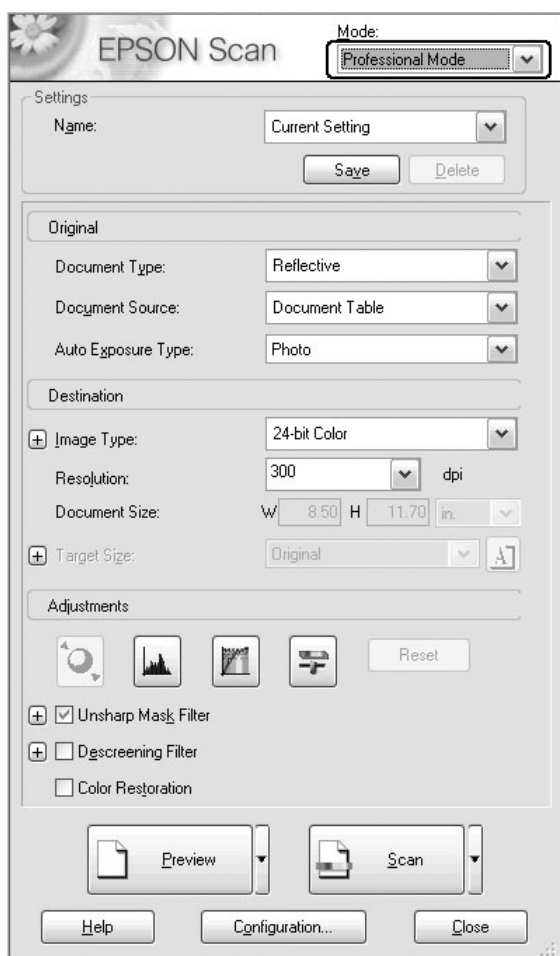 Mode:
EPSON Scan
Professional Mode
Settings
Name: Current Setting
Save Delete
Original
Document Type: Reflective
Document Source: Document Table
Auto Exposure Type: Photo
Destination
Image Type: 24-bit Color
Resolution: 300 dpi
Document Size: W 8.50 H 11.70 in.
Target Size: Original A
Adjustments
Reset
Unsharp Mask Filter
Descreening Filter
Color Restoration
Preview Scan
Help Configuration... Close